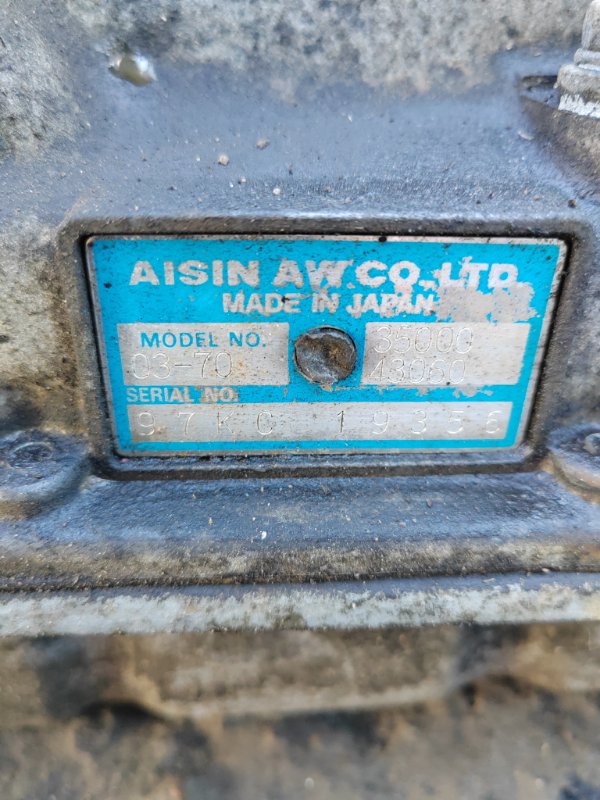 AISIN AW.CO.,LTD.
MADE IN JAPAN
MODEL NO. 35000
03-70 43060
SERIAL NO.
97KC 19356